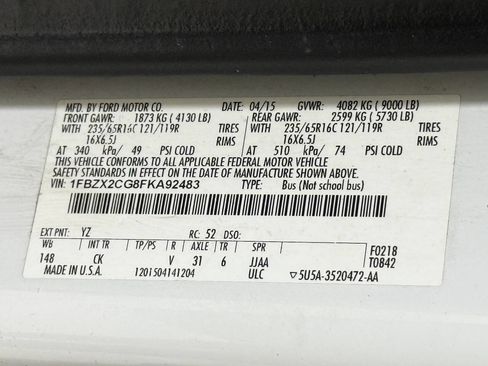 MFD. BY FORD MOTOR CO. DATE: 04/15 GVWR: 4082 KG ( 9000 LB)
FRONT GAWR: 1873 KG ( 4130 LB) REAR GAWR: 2599 KG ( 5730 LB)
WITH 235/65R16C 121/119R TIRES WITH 235/65R16C 121/119R TIRES
16X6.5J RIMS 16X6.5J RIMS
AT 340 kPa/ 49 PSI COLD AT 510 kPa/ 74 PSI COLD
THIS VEHICLE CONFORMS TO ALL APPLICABLE FEDERAL MOTOR VEHICLE
SAFETY STANDARDS IN EFFECT ON THE DATE OF MANUFACTURE SHOWN ABOVE.
VIN: 1FBZX2CG8FKA92483 TYPE: Bus (Not school bus)
EXT PNT: YZ RC: 52 DSO:
WB INT TR TP/PS R AXLE TR SPR F0218
148 CK V 31 6 JJAA T0842
MADE IN U.S.A. 1201504141204 ULC ▽5U5A-3520472-AA